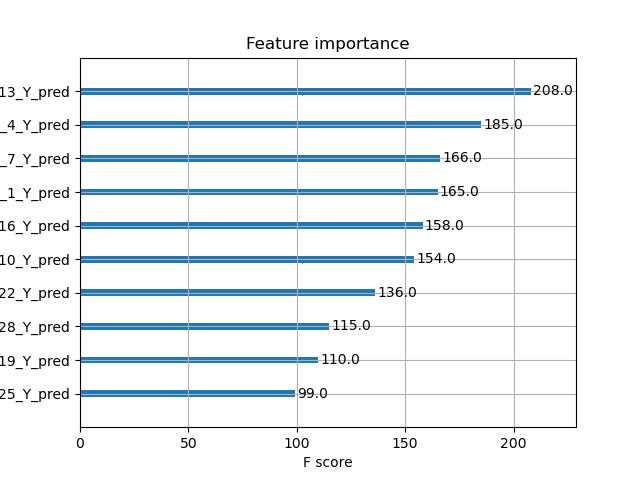 Feature importance
13_Y_pred
208.0
_4_Y_pred
185.0
_7_Y_pred
166.0
_1_Y_pred
165.0
16_Y_pred
158.0
10_Y_pred
154.0
22_Y_pred
136.0
28_Y_pred
115.0
19_Y_pred
110.0
25_Y_pred
99.0
0 50 100 150 200
F score